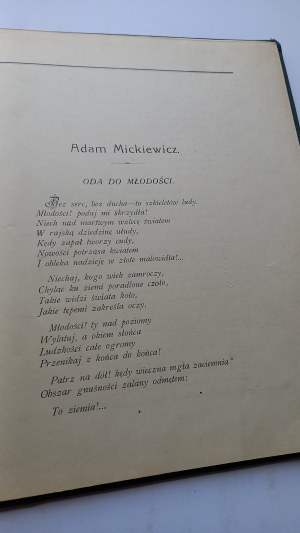 Adam Mickiewicz.
ODA DO MŁODOŚCI.
Bez serc, bez ducha—to szkieletów ludy.
Młodości! podaj mi skrzydła!
Niech nad martwym wzlecę światem
W rajską dziedzinę ułudy,
Kędy zapał tworzy cudy,
Nowości potrząsa kwiatem
I obleka nadzieję w złote malowidła!...
Niechaj, kogo wiek zamroczy,
Chyląc ku ziemi poradlone czoło,
Takie widzi świata koło,
Jakie tępemi zakreśla oczy.
Młodości! ty nad poziomy
Wylatuj, a okiem słońca
Ludzkości całe ogromy
Przenikaj z końca do końca!
Patrz na dół! kędy wieczna mgła zaciemnia
Obszar gnuśności zalany odmętem:
To ziemia!...